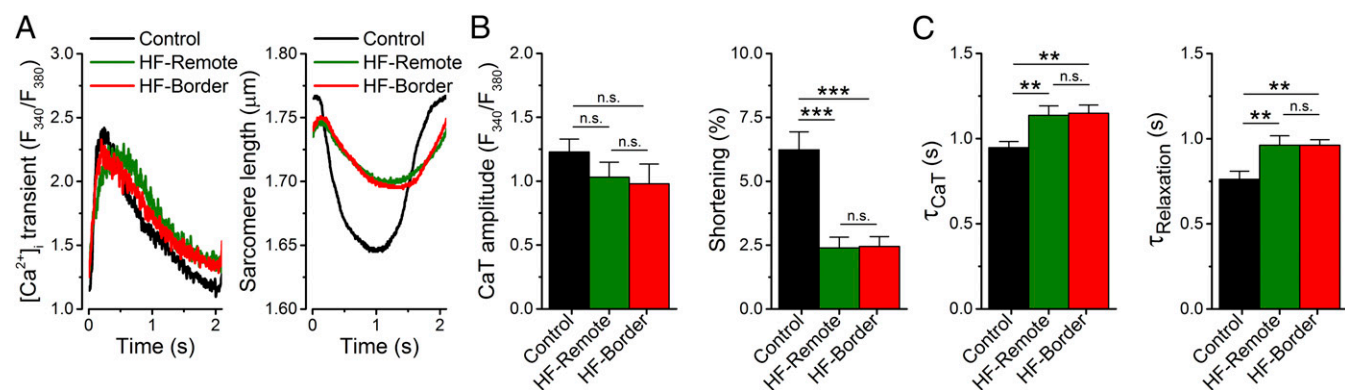 A
[Ca2+]i transient (F340/F380)
3.0
2.5
2.0
1.5
1.0
Control
HF-Remote
HF-Border
0
1
2
Time (s)
Sarcomere length (μm)
1.80
1.75
1.70
1.65
1.60
Control
HF-Remote
HF-Border
0
1
2
Time (s)
B
CaT amplitude (F340/F380)
2.0
1.5
1.0
0.5
0.0
n.s.
n.s.
n.s.
Control
HF-Remote
HF-Border
Shortening (%)
10.0
7.5
5.0
2.5
0.0
***
***
n.s.
Control
HF-Remote
HF-Border
C
τCaT (s)
1.5
1.0
0.5
0.0
**
**
n.s.
Control
HF-Remote
HF-Border
τRelaxation (s)
1.5
1.0
0.5
0.0
**
**
n.s.
Control
HF-Remote
HF-Border